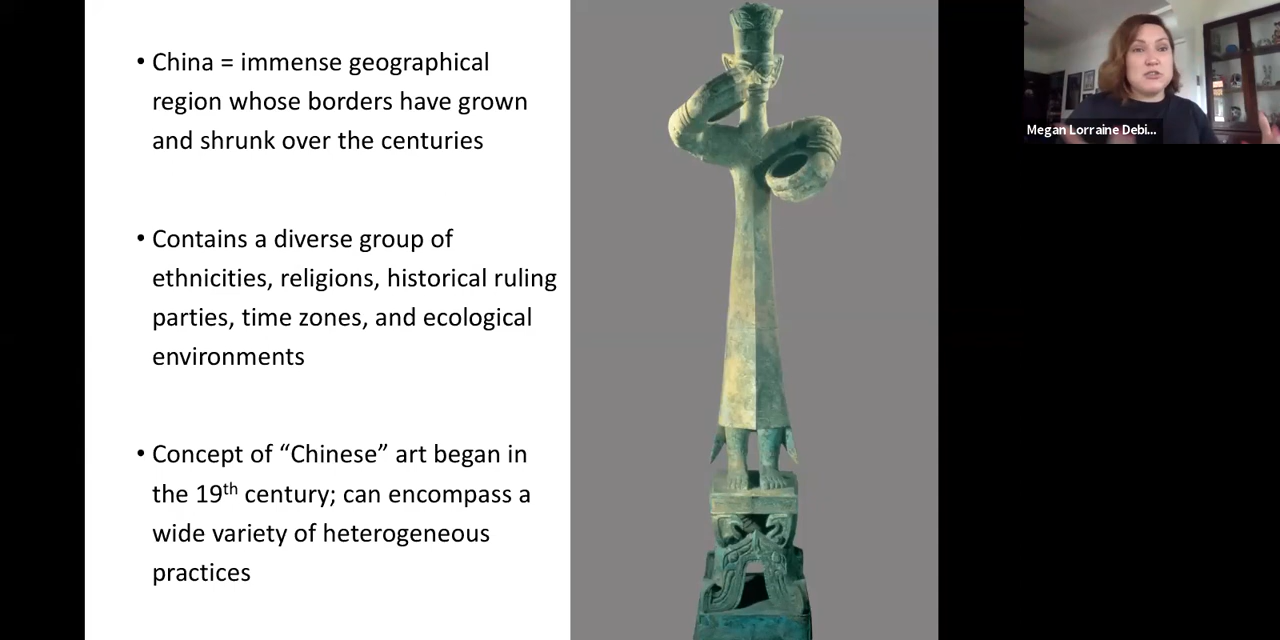 • China = immense geographical
region whose borders have grown
and shrunk over the centuries
• Contains a diverse group of
ethnicities, religions, historical ruling
parties, time zones, and ecological
environments
• Concept of “Chinese” art began in
the 19th century; can encompass a
wide variety of heterogeneous
practices
Megan Lorraine Debi...